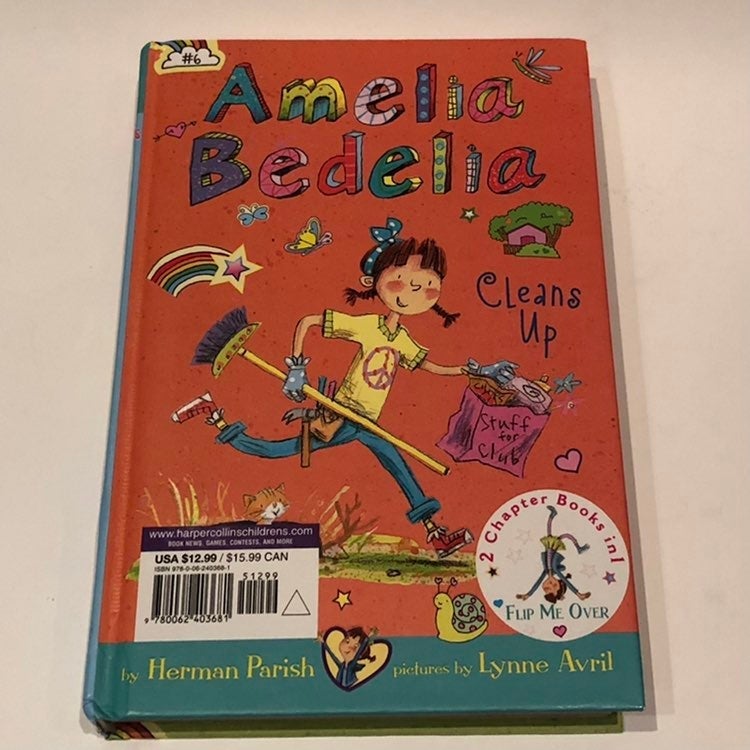 #6
Amelia
Bedelia
Cleans
Up
Stuff
for
Club
2 Chapter Books in 1
FLIP ME OVER
www.harpercollinschildrens.com
BOOK NEWS, GAMES, CONTESTS, AND MORE
USA $12.99 / $15.99 CAN
ISBN 978-0-06-240368-1
51299
9 780062 403681
by Herman Parish
pictures by Lynne Avril